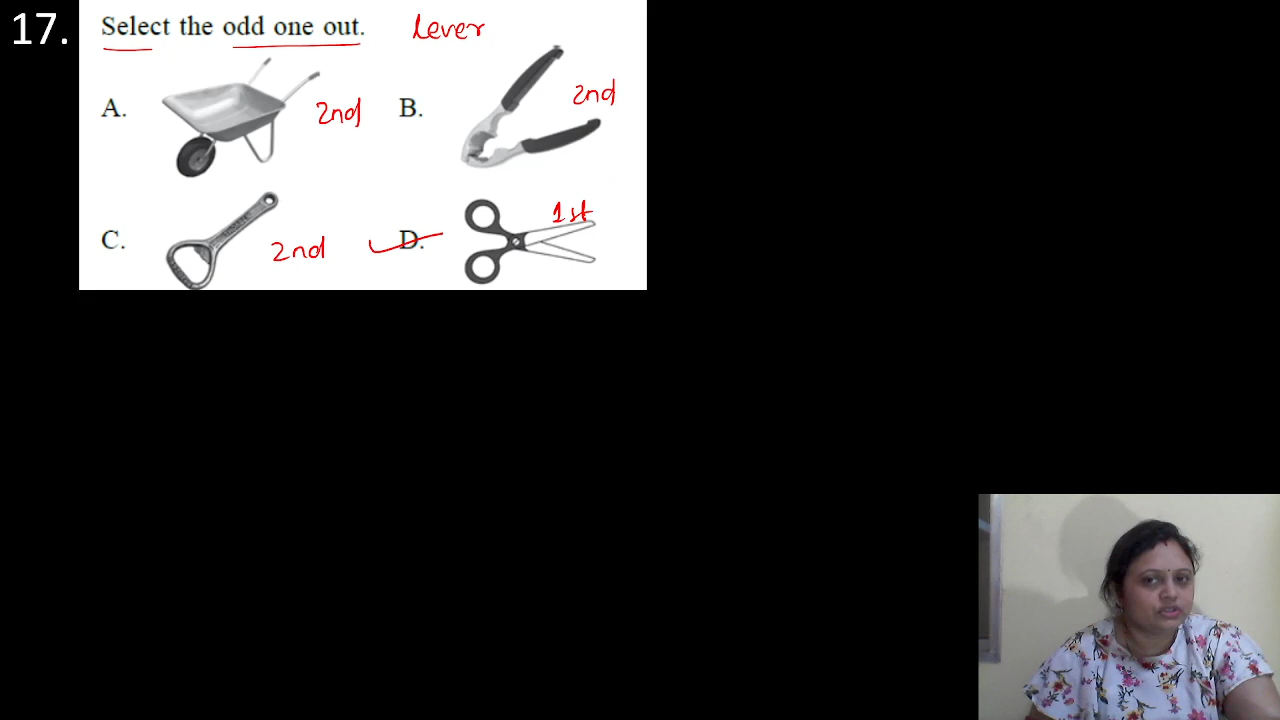 17. Select the odd one out. Lever
A. 2nd B. 2nd
C. 2nd D. 1st